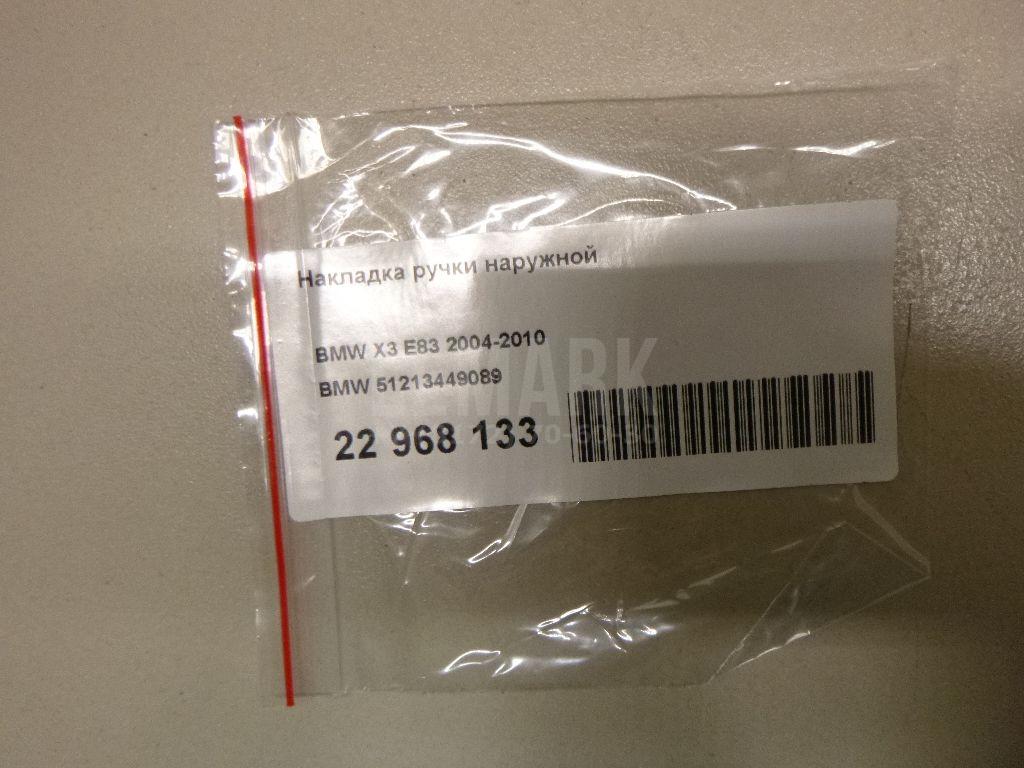 Накладка ручки наружной
BMW X3 E83 2004-2010
BMW 51213449089
22 968 133